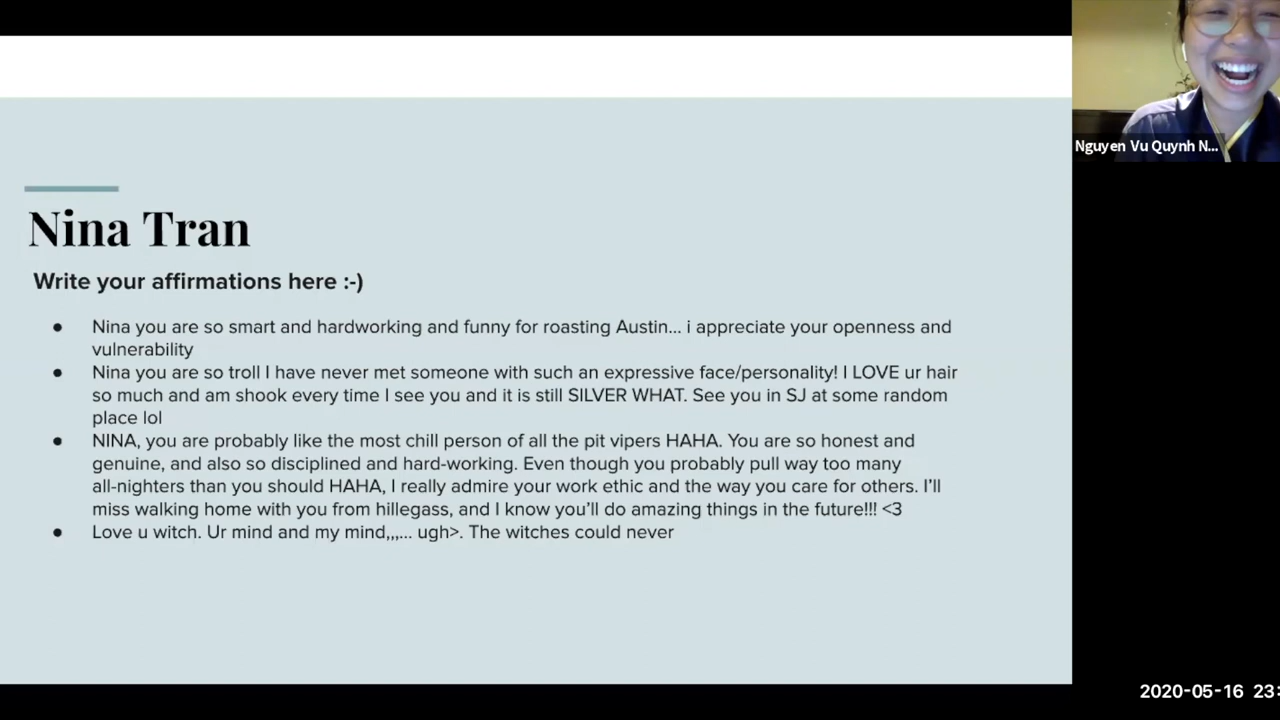 Nina Tran
Write your affirmations here :-)
● Nina you are so smart and hardworking and funny for roasting Austin... i appreciate your openness and
vulnerability
● Nina you are so troll I have never met someone with such an expressive face/personality! I LOVE ur hair
so much and am shook every time I see you and it is still SILVER WHAT. See you in SJ at some random
place lol
● NINA, you are probably like the most chill person of all the pit vipers HAHA. You are so honest and
genuine, and also so disciplined and hard-working. Even though you probably pull way too many
all-nighters than you should HAHA, I really admire your work ethic and the way you care for others. I'll
miss walking home with you from hillegass, and I know you'll do amazing things in the future!!! <3
● Love u witch. Ur mind and my mind,,,... ugh>. The witches could never
Nguyen Vu Quynh N...
2020-05-16 23: